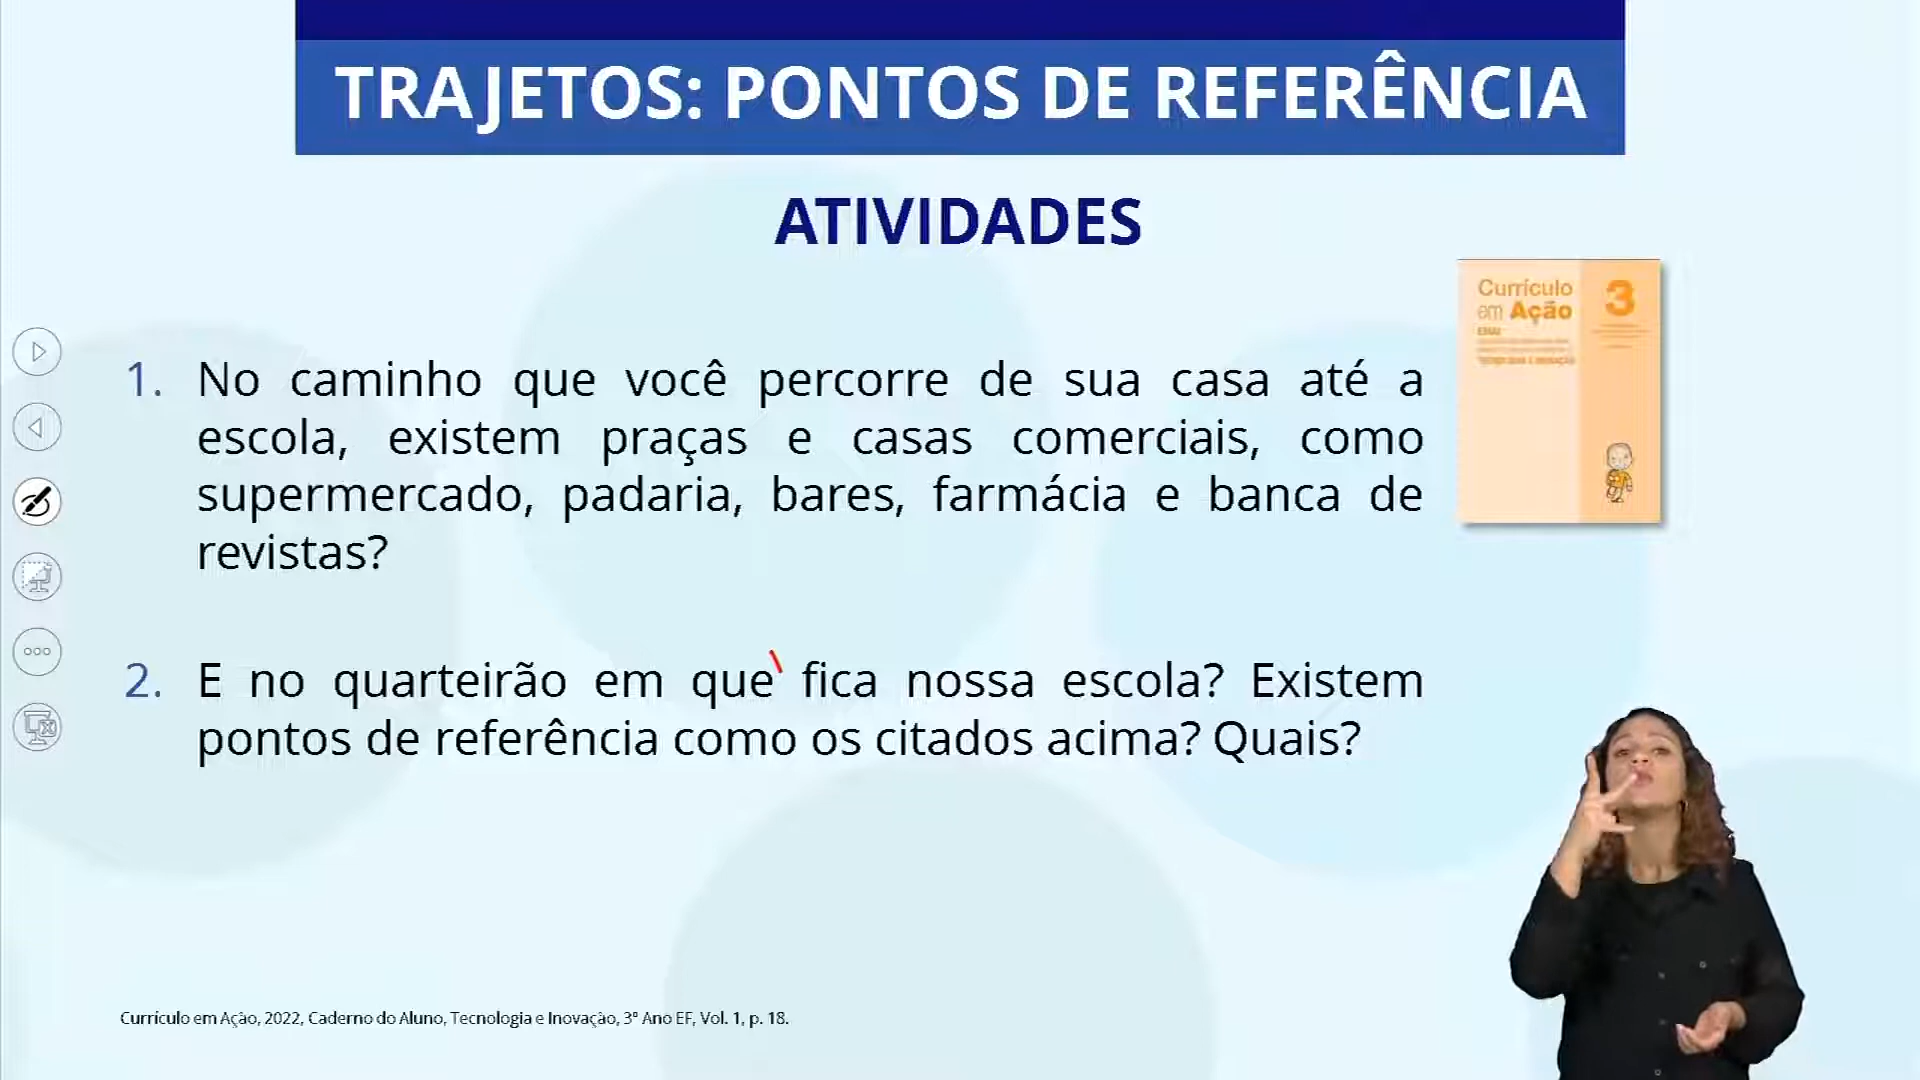 TRAJETOS: PONTOS DE REFERÊNCIA
ATIVIDADES
Currículo
em Ação
3
EMAI
TECNOLOGIA E INOVAÇÃO
1. No caminho que você percorre de sua casa até a
escola, existem praças e casas comerciais, como
supermercado, padaria, bares, farmácia e banca de
revistas?
2. E no quarteirão em que fica nossa escola? Existem
pontos de referência como os citados acima? Quais?
Currículo em Ação, 2022, Caderno do Aluno, Tecnologia e Inovação, 3º Ano EF, Vol. 1, p. 18.